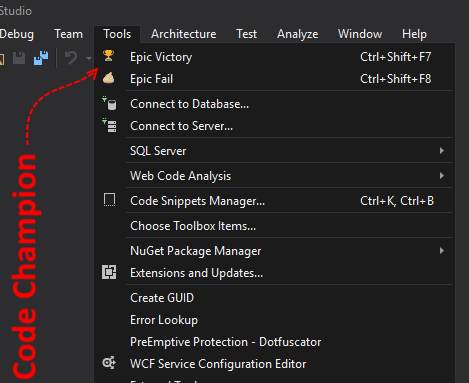 Studio
Debug Team Tools Architecture Test Analyze Window Help
Epic Victory Ctrl+Shift+F7
Epic Fail Ctrl+Shift+F8
Connect to Database...
Connect to Server...
SQL Server
Web Code Analysis
Code Snippets Manager... Ctrl+K, Ctrl+B
Choose Toolbox Items...
NuGet Package Manager
Extensions and Updates...
Create GUID
Error Lookup
PreEmptive Protection - Dotfuscator
WCF Service Configuration Editor
Code Champion